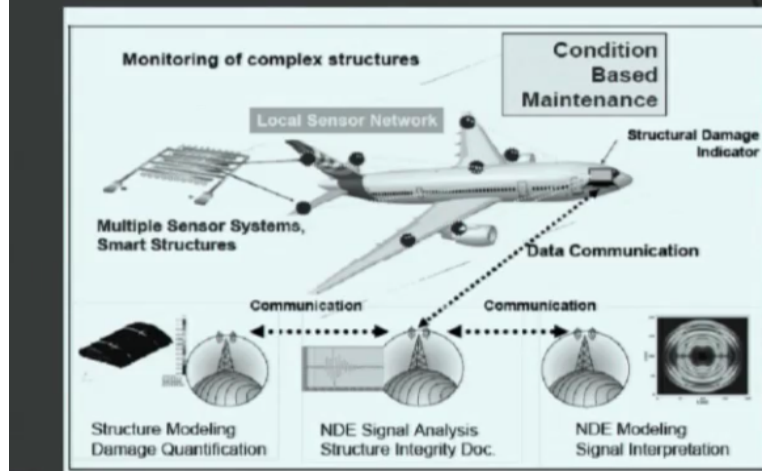 Monitoring of complex structures
Condition
Based
Maintenance
Local Sensor Network
Structural Damage
Indicator
Multiple Sensor Systems,
Smart Structures
Data Communication
Communication
Communication
Structure Modeling
Damage Quantification
NDE Signal Analysis
Structure Integrity Doc.
NDE Modeling
Signal Interpretation